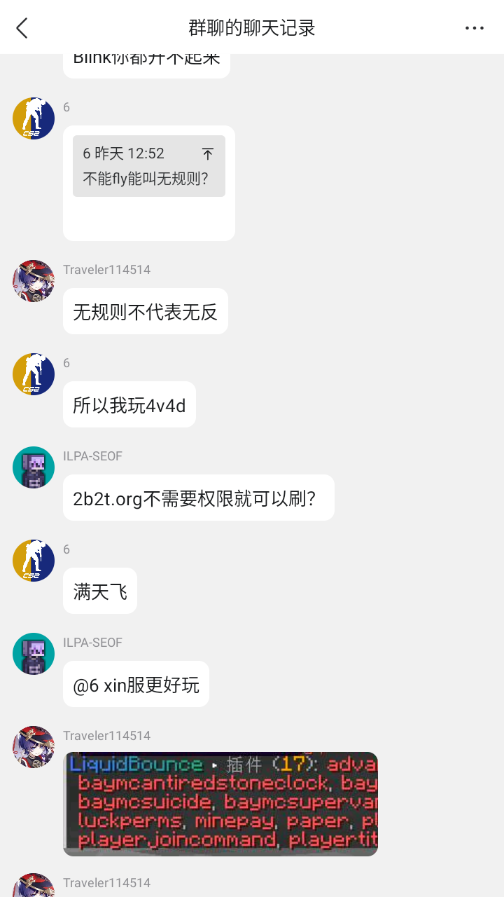 群聊的聊天记录
Blink你都开不起来
6
6 昨天 12:52
不能fly能叫无规则？
Traveler114514
无规则不代表无反
6
所以我玩4v4d
ILPA-SEOF
2b2t.org不需要权限就可以刷？
6
满天飞
ILPA-SEOF
@6 xin服更好玩
Traveler114514
LiquidBounce ▸ 插件 (17): adva
baymcantiredstoneclock, bay
baymcsuicide, baymcsupervan
luckperms, minepay, paper, pl
playerjoincommand, playertit
Traveler114514